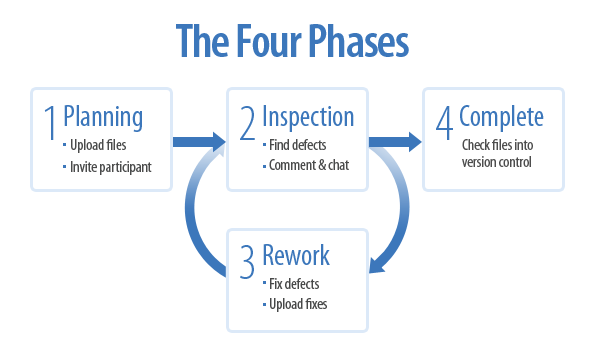 The Four Phases
1 Planning
▪ Upload files
▪ Invite participant
2 Inspection
▪ Find defects
▪ Comment & chat
4 Complete
Check files into
version control
3 Rework
▪ Fix defects
▪ Upload fixes